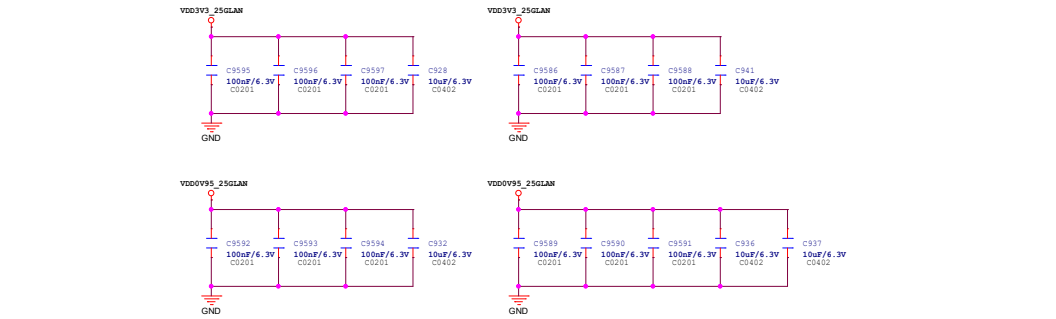 VDD3V3_25GLAN
C9595
100nF/6.3V
C0201
C9596
100nF/6.3V
C0201
C9597
100nF/6.3V
C0201
C928
10uF/6.3V
C0402
GND
VDD3V3_25GLAN
C9586
100nF/6.3V
C0201
C9587
100nF/6.3V
C0201
C9588
100nF/6.3V
C0201
C941
10uF/6.3V
C0402
GND
VDD0V95_25GLAN
C9592
100nF/6.3V
C0201
C9593
100nF/6.3V
C0201
C9594
100nF/6.3V
C0201
C932
10uF/6.3V
C0402
GND
VDD0V95_25GLAN
C9589
100nF/6.3V
C0201
C9590
100nF/6.3V
C0201
C9591
100nF/6.3V
C0201
C936
10uF/6.3V
C0402
C937
10uF/6.3V
C0402
GND